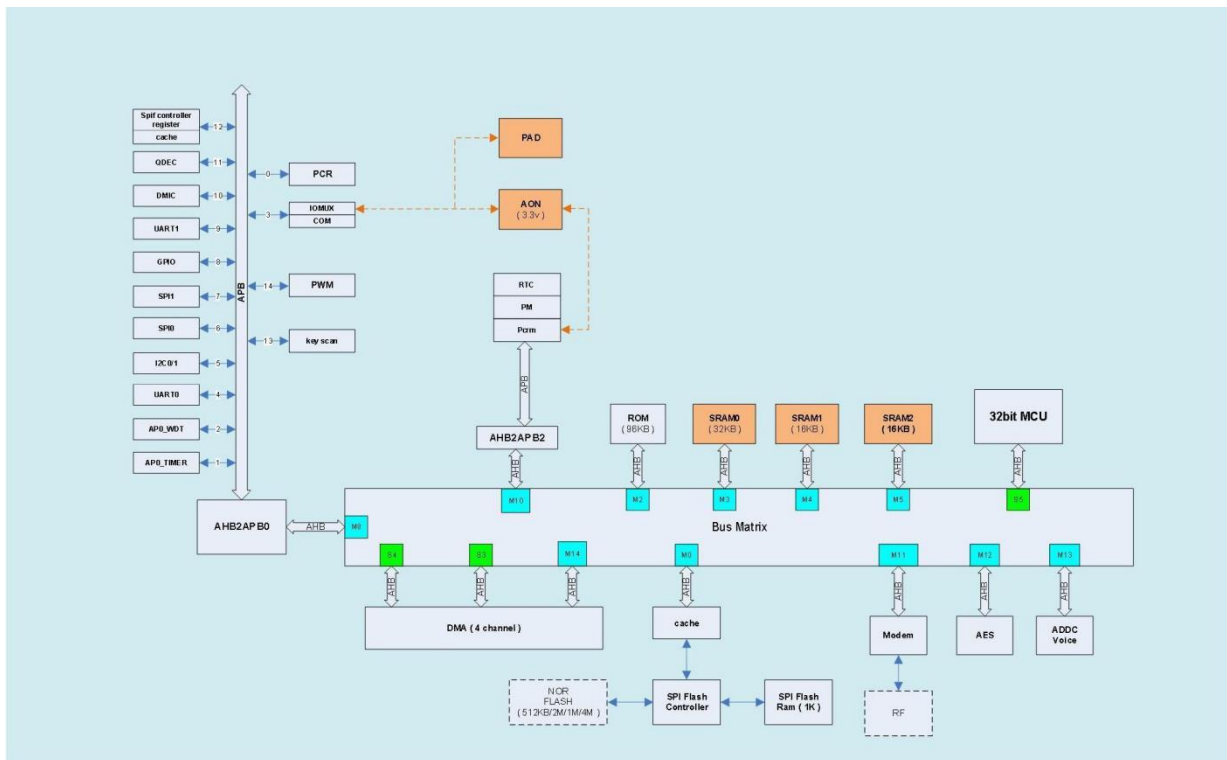 Spif controller
register
cache
12
QDEC
11
DMIC
10
UART1
9
GPIO
8
SPI1
7
SPI0
6
I2C0/1
5
UART0
4
AP0_WDT
2
AP0_TIMER
1
APB
0
PCR
3
IOMUX
COM
14
PWM
13
key scan
PAD
AON
( 3.3v )
RTC
PM
Pcrm
APB
AHB2APB2
AHB
ROM
( 96KB )
AHB
SRAM0
( 32KB )
AHB
SRAM1
( 16KB )
AHB
SRAM2
( 16KB )
AHB
32bit MCU
AHB
M10
M2
M3
M4
M5
S5
AHB2APB0
AHB
M8
Bus Matrix
S4
S3
M14
M0
M11
M12
M13
AHB
AHB
AHB
AHB
AHB
AHB
AHB
DMA ( 4 channel )
cache
Modem
AES
ADDC
Voice
NOR
FLASH
( 512KB/2M/1M/4M )
SPI Flash
Controller
SPI Flash
Ram ( 1K )
RF